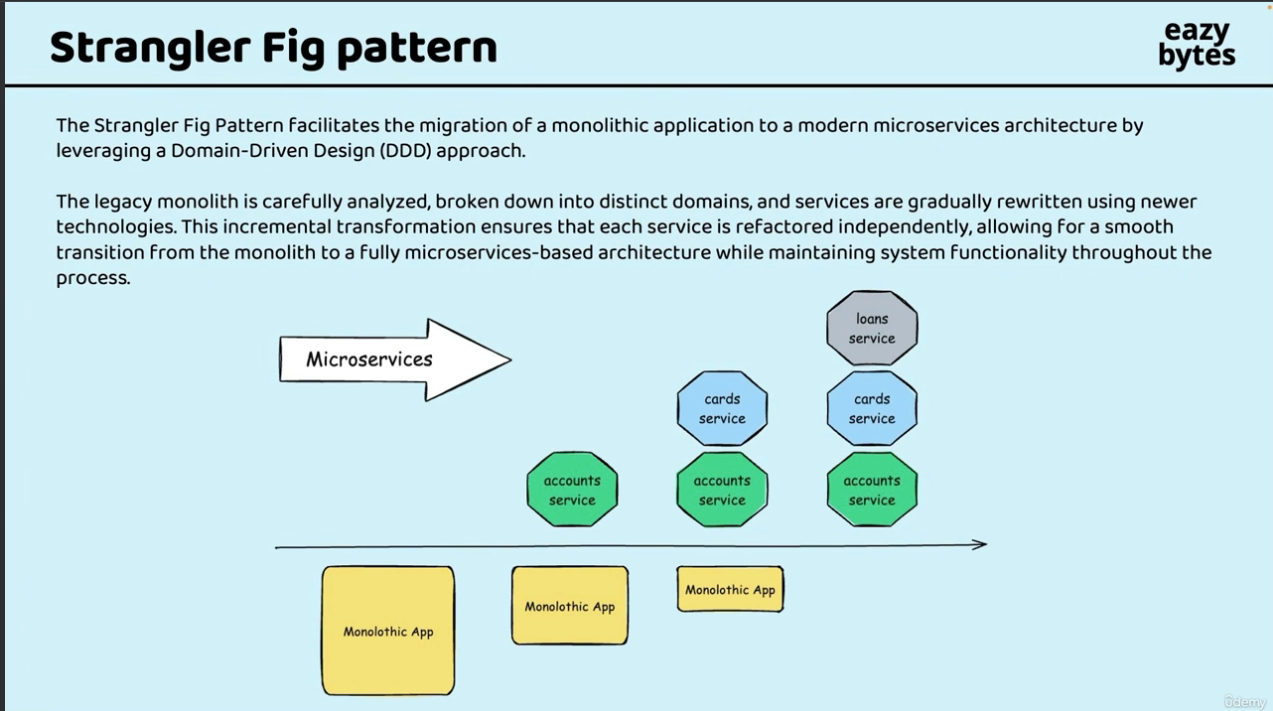 Strangler Fig pattern
eazy
bytes
The Strangler Fig Pattern facilitates the migration of a monolithic application to a modern microservices architecture by
leveraging a Domain-Driven Design (DDD) approach.
The legacy monolith is carefully analyzed, broken down into distinct domains, and services are gradually rewritten using newer
technologies. This incremental transformation ensures that each service is refactored independently, allowing for a smooth
transition from the monolith to a fully microservices-based architecture while maintaining system functionality throughout the
process.
Microservices
loans
service
cards
service
cards
service
accounts
service
accounts
service
accounts
service
Monolothic App
Monolothic App
Monolothic App
ûdemy